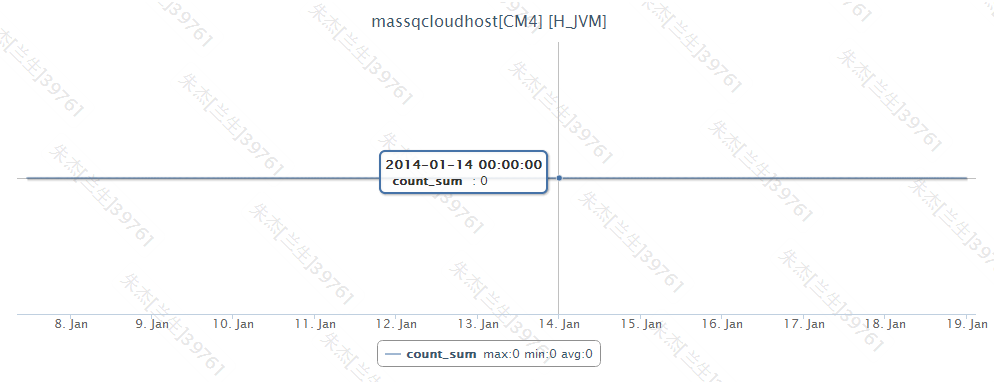 massqcloudhost[CM4] [H_JVM]
2014-01-14 00:00:00
count_sum : 0
8. Jan 9. Jan 10. Jan 11. Jan 12. Jan 13. Jan 14. Jan 15. Jan 16. Jan 17. Jan 18. Jan 19. Jan
count_sum max:0 min:0 avg:0
朱杰[兰生]39761